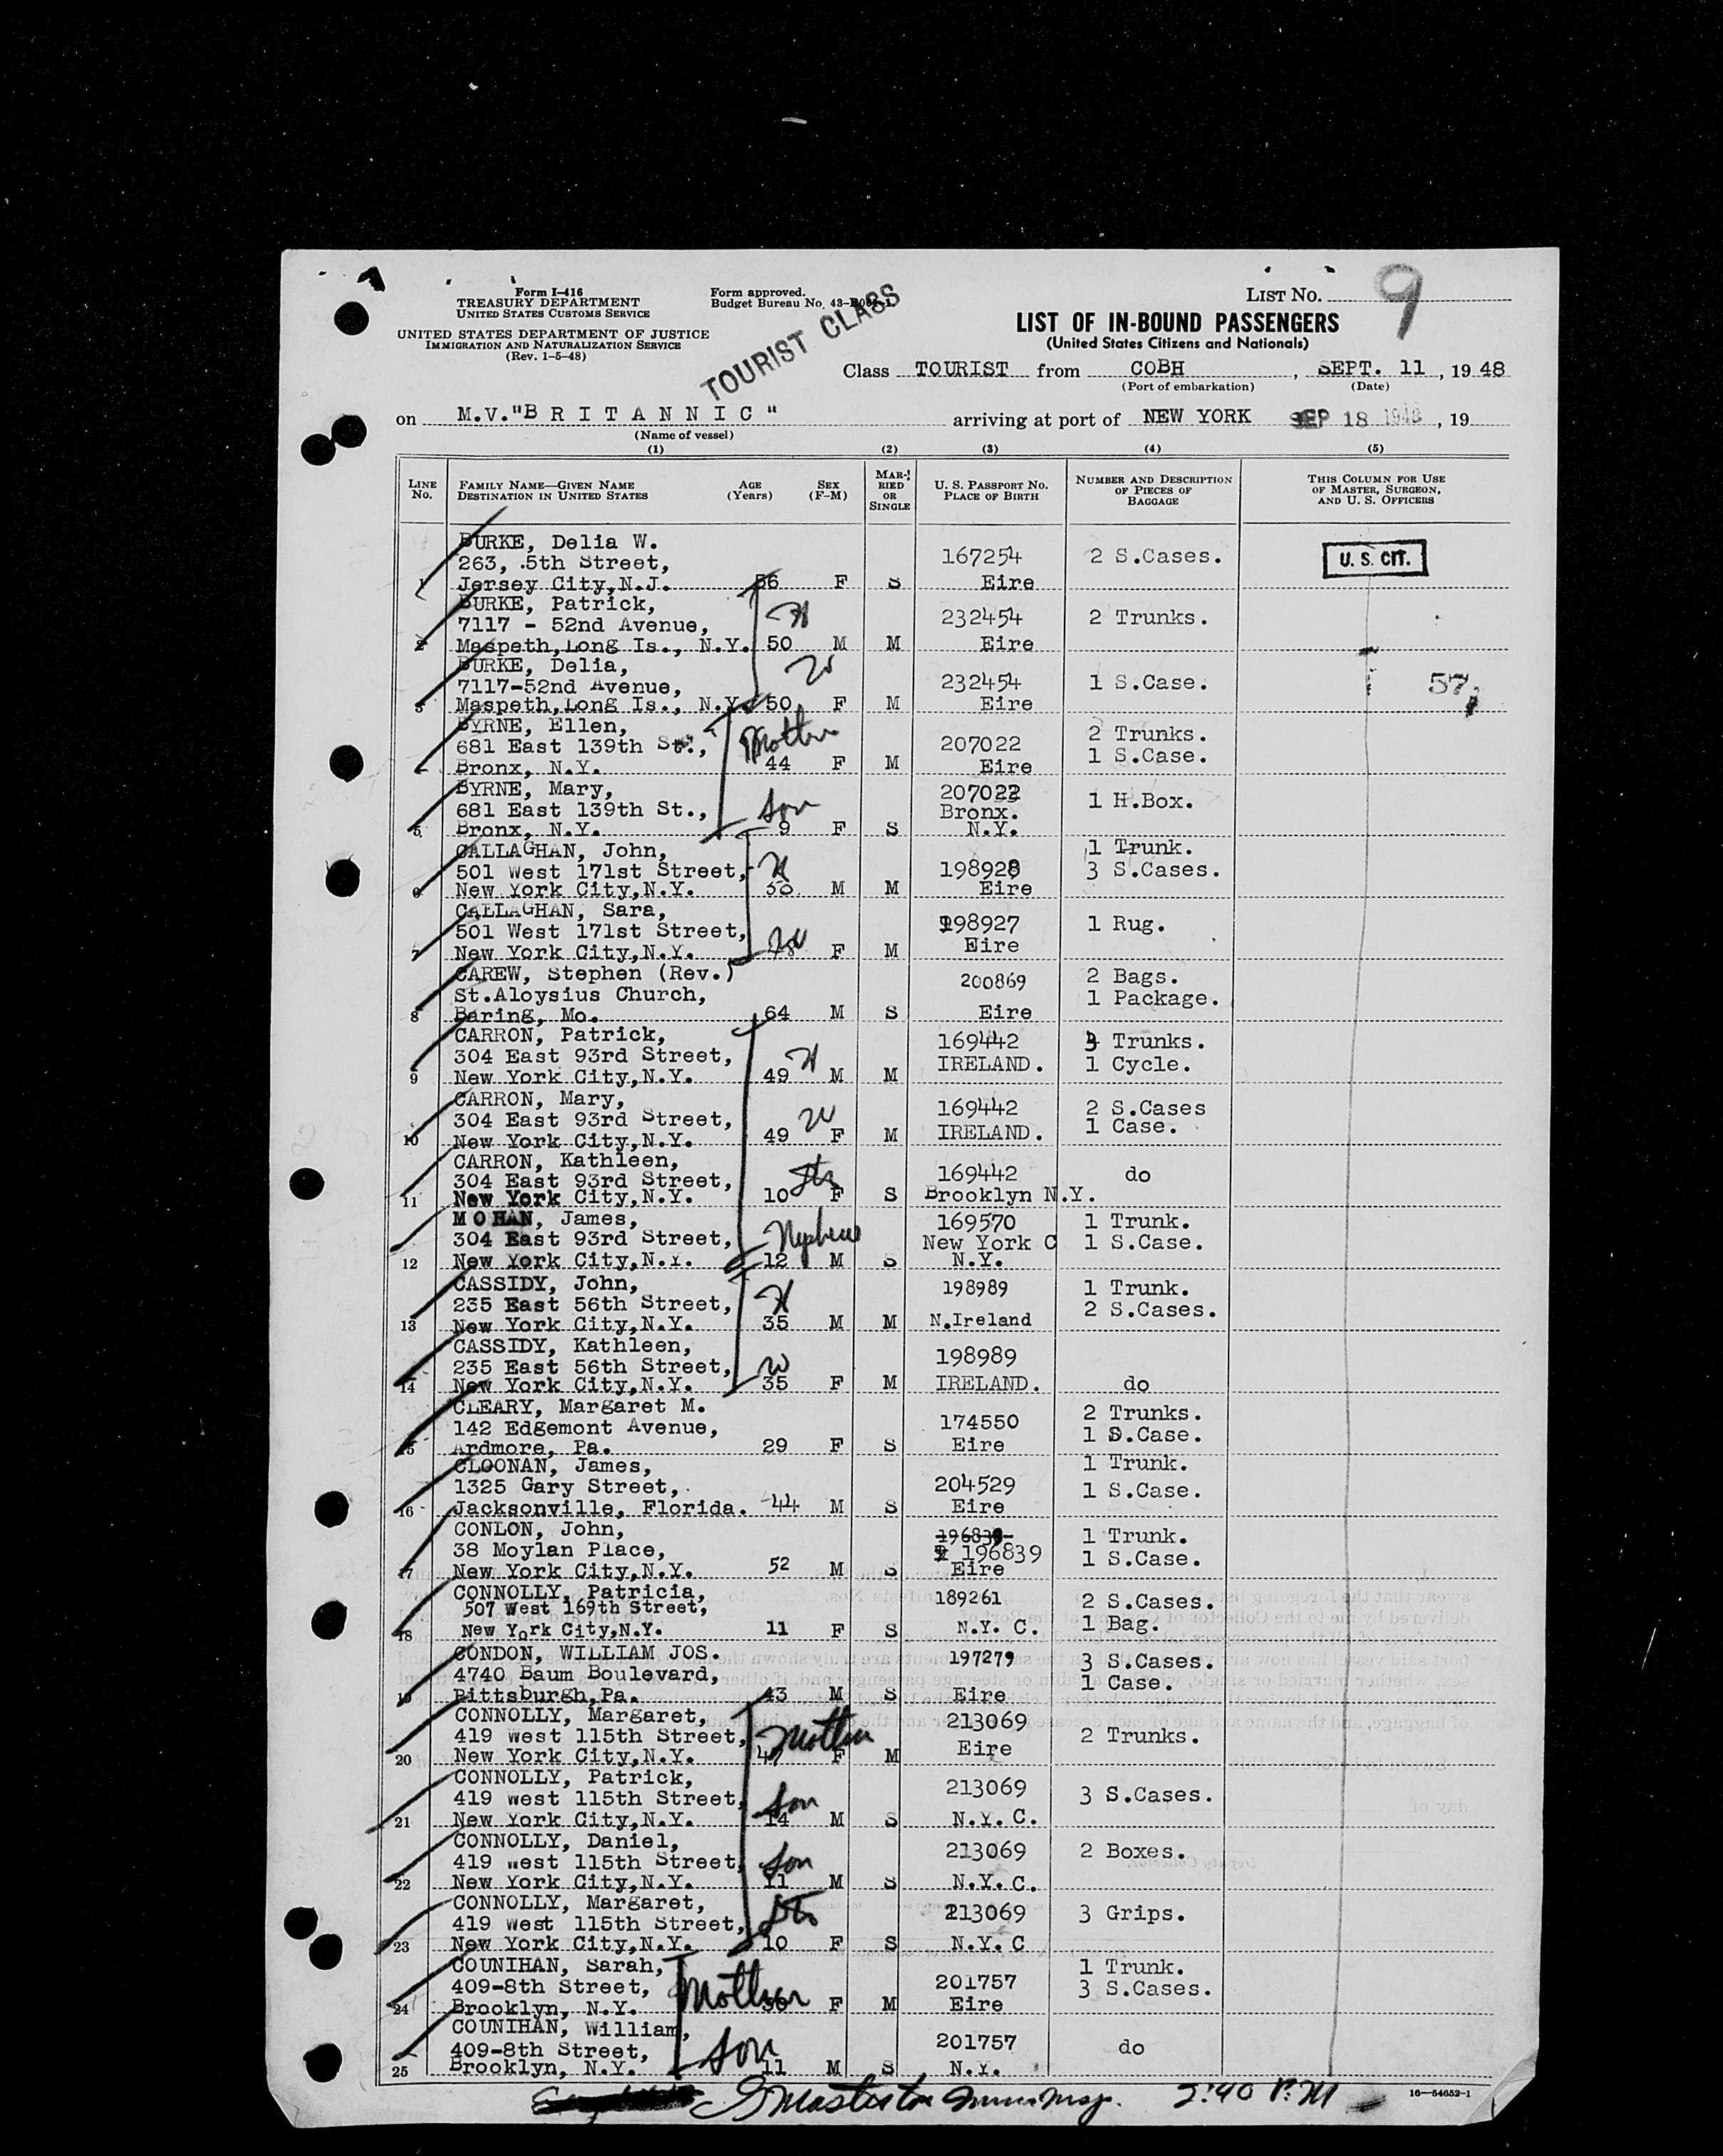 Form I-416
TREASURY DEPARTMENT
UNITED STATES CUSTOMS SERVICE
UNITED STATES DEPARTMENT OF JUSTICE
IMMIGRATION AND NATURALIZATION SERVICE
(Rev. 1-5-48)
Form approved.
Budget Bureau No. 43-
TOURIST CLASS
LIST NO. 9
LIST OF IN-BOUND PASSENGERS
(United States Citizens and Nationals)
Class TOURIST from COBH, SEPT. 11, 1948
(Port of embarkation) (Date)
on M.V."BRITANNIC" arriving at port of NEW YORK SEP 18 1948, 19
(Name of vessel)
(1) (2) (3) (4) (5)
LINE No. FAMILY NAME—GIVEN NAME DESTINATION IN UNITED STATES AGE (Years) SEX (F-M) MARRIED OR SINGLE U. S. PASSPORT NO. PLACE OF BIRTH NUMBER AND DESCRIPTION OF PIECES OF BAGGAGE THIS COLUMN FOR USE OF MASTER, SURGEON, AND U. S. OFFICERS
BURKE, Delia W.
263, .5th Street, 167254 2 S.Cases. U. S. CIT.
1 Jersey City,N.J. 56 F S Eire
BURKE, Patrick, H
7117 - 52nd Avenue, 232454 2 Trunks.
2 Maspeth,Long Is., N.Y. 50 M M Eire
BURKE, Delia, W
7117-52nd Avenue, 232454 1 S.Case. 57
3 Maspeth,Long Is., N.Y. 50 F M Eire
BYRNE, Ellen, 2 Trunks.
681 East 139th St., Mother 207022 1 S.Case.
4 Bronx, N.Y. 44 F M Eire
BYRNE, Mary, 207022
681 East 139th St., Son Bronx. 1 H.Box.
5 Bronx, N.Y. 9 F S N.Y.
CALLAGHAN, John, 1 Trunk.
501 West 171st Street, H 198928 3 S.Cases.
6 New York City,N.Y. M M Eire
CALLAGHAN, Sara,
501 West 171st Street, W 198927 1 Rug.
7 New York City,N.Y. F M Eire
CAREW, Stephen (Rev.) 200869 2 Bags.
St.Aloysius Church, 1 Package.
8 Baring, Mo. 64 M S Eire
CARRON, Patrick, 169442 3 Trunks.
304 East 93rd Street, H IRELAND. 1 Cycle.
9 New York City,N.Y. 49 M M
CARRON, Mary, 169442 2 S.Cases
304 East 93rd Street, W 1 Case.
10 New York City,N.Y. 49 F M IRELAND.
CARRON, Kathleen, 169442 do
304 East 93rd Street, dtr
11 New York City,N.Y. 10 F S Brooklyn N.Y.
MOHAN, James, 169570 1 Trunk.
304 East 93rd Street, Nephew New York C 1 S.Case.
12 New York City,N.Y. 12 M S N.Y.
CASSIDY, John, 198989 1 Trunk.
235 East 56th Street, H 2 S.Cases.
13 New York City,N.Y. 35 M M N.Ireland
CASSIDY, Kathleen, 198989
235 East 56th Street, W
14 New York City,N.Y. 35 F M IRELAND. do
CLEARY, Margaret M. 2 Trunks.
142 Edgemont Avenue, 174550 1 S.Case.
15 Ardmore, Pa. 29 F S Eire
CLOONAN, James, 1 Trunk.
1325 Gary Street, 204529 1 S.Case.
16 Jacksonville, Florida. 44 M S Eire
CONLON, John, 196839 1 Trunk.
38 Moylan Place, 196839 1 S.Case.
17 New York City,N.Y. 52 M S Eire
CONNOLLY, Patricia, 189261 2 S.Cases.
507 West 169th Street, 1 Bag.
18 New York City,N.Y. 11 F S N.Y. C.
CONDON, WILLIAM JOS. 197279 3 S.Cases.
4740 Baum Boulevard, 1 Case.
19 Pittsburgh,Pa. 43 M S Eire
CONNOLLY, Margaret, 213069
419 West 115th Street, Mother 2 Trunks.
20 New York City,N.Y. 47 F M Eire
CONNOLLY, Patrick, 213069
419 West 115th Street, Son 3 S.Cases.
21 New York City,N.Y. 14 M S N.Y. C.
CONNOLLY, Daniel, 213069 2 Boxes.
419 West 115th Street, Son
22 New York City,N.Y. 11 M S N.Y. C.
CONNOLLY, Margaret, 213069 3 Grips.
419 West 115th Street, dtr
23 New York City,N.Y. 10 F S N.Y. C
COUNIHAN, Sarah, 1 Trunk.
409-8th Street, Mother 201757 3 S.Cases.
24 Brooklyn, N.Y. 36 F M Eire
COUNIHAN, William, 201757
409-8th Street, Son do
25 Brooklyn, N.Y. 11 M S N.Y.
2:40 P.M
16—54652-1